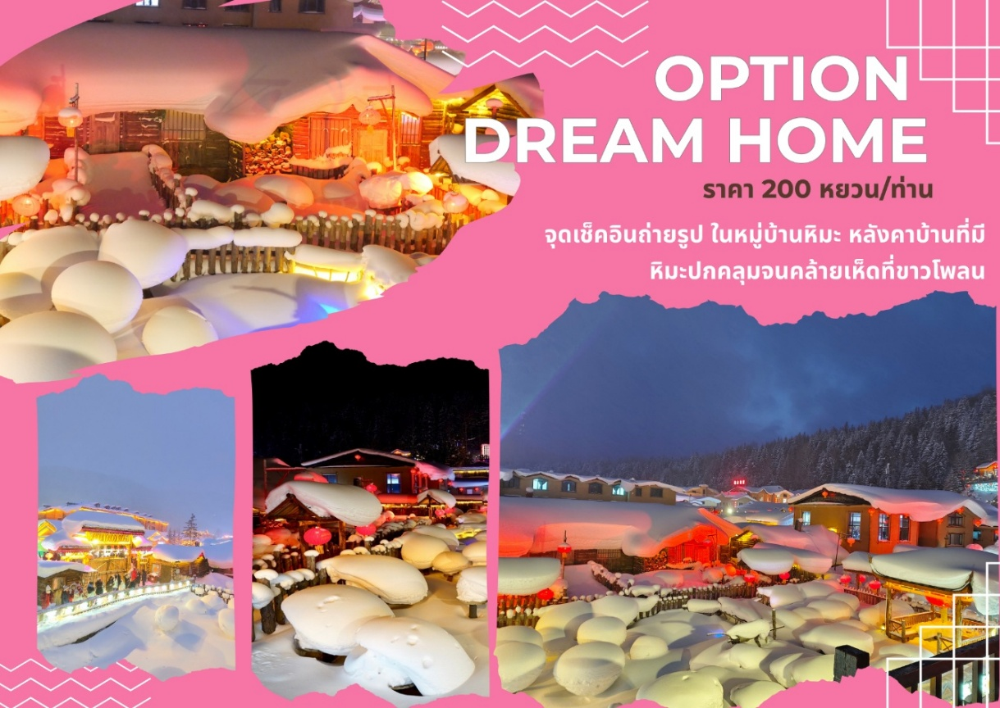 OPTION
DREAM HOME
ราคา 200 หยวน/ท่าน
จุดเช็คอินถ่ายรูป ในหมู่บ้านหิมะ หลังคาบ้านที่มี
หิมะปกคลุมจนคล้ายเห็ดที่ขาวโพลน